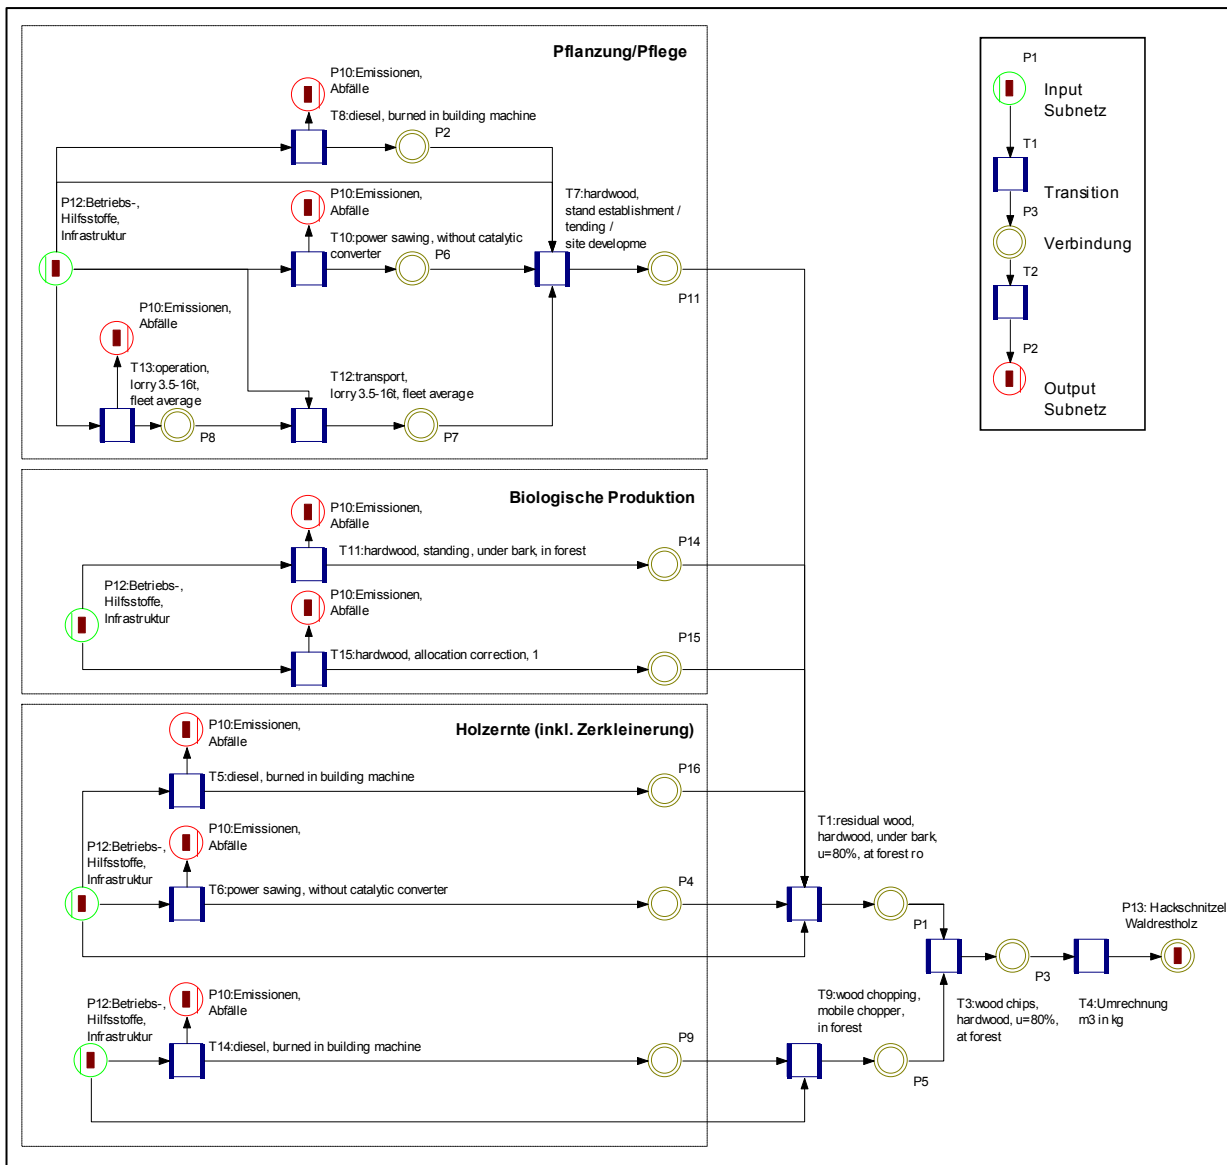 Pflanzung/Pflege
P10:Emissionen,
Abfälle
T8:diesel, burned in building machine
P2
P10:Emissionen,
Abfälle
T7:hardwood,
stand establishment /
tending /
site developme
P12:Betriebs-,
Hilfsstoffe,
Infrastruktur
T10:power sawing, without catalytic
converter
P6
P11
P10:Emissionen,
Abfälle
T13:operation,
lorry 3.5-16t,
fleet average
T12:transport,
lorry 3.5-16t, fleet average
P8
P7
P1
Input
Subnetz
T1
Transition
P3
Verbindung
T2
P2
Output
Subnetz
Biologische Produktion
P10:Emissionen,
Abfälle
T11:hardwood, standing, under bark, in forest
P14
P12:Betriebs-,
Hilfsstoffe,
Infrastruktur
P10:Emissionen,
Abfälle
T15:hardwood, allocation correction, 1
P15
Holzernte (inkl. Zerkleinerung)
P10:Emissionen,
Abfälle
T5:diesel, burned in building machine
P16
P12:Betriebs-,
Hilfsstoffe,
Infrastruktur
P10:Emissionen,
Abfälle
T6:power sawing, without catalytic converter
P4
T1:residual wood,
hardwood, under bark,
u=80%, at forest ro
P1
P13: Hackschnitzel
Waldrestholz
P12:Betriebs-,
Hilfsstoffe,
Infrastruktur
P10:Emissionen,
Abfälle
T14:diesel, burned in building machine
P9
T9:wood chopping,
mobile chopper,
in forest
P5
P3
T3:wood chips,
hardwood, u=80%,
at forest
T4:Umrechnung
m3 in kg